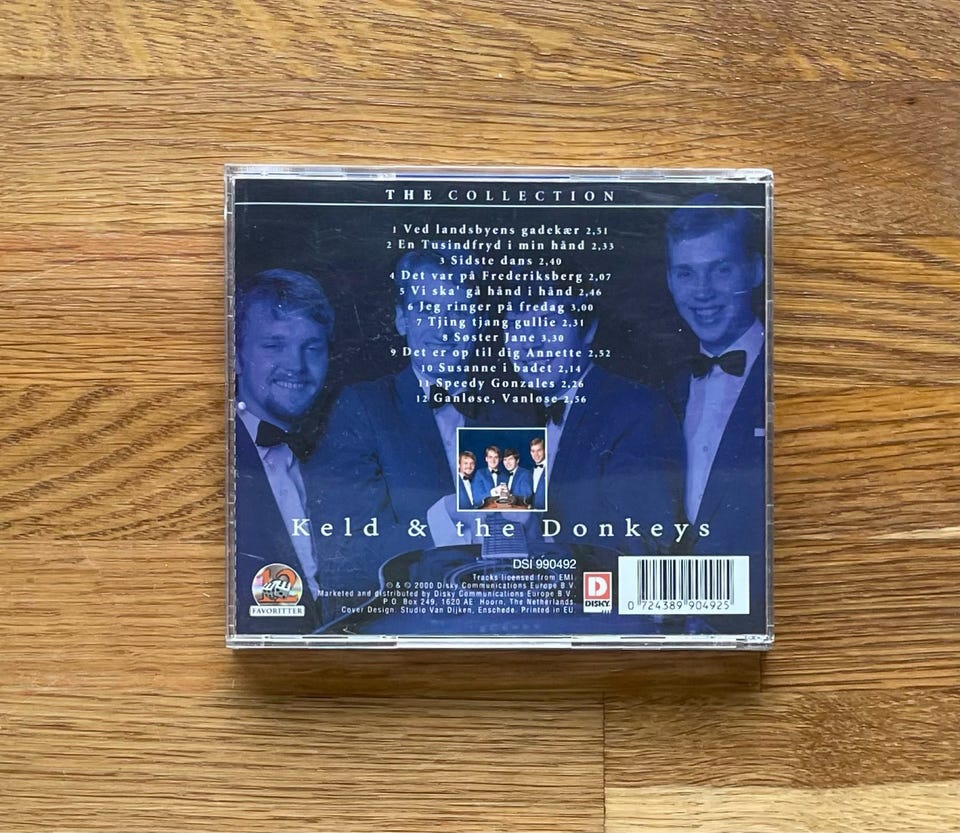 THE COLLECTION
1 Ved landsbyens gadekær 2,51
2 En Tusindfryd i min hånd 2,33
3 Sidste dans 2,40
4 Det var på Frederiksberg 2,07
5 Vi ska' gå hånd i hånd 2,46
6 Jeg ringer på fredag 3,00
7 Tjing tjang gullie 2,31
8 Søster Jane 3,30
9 Det er op til dig Annette 2,52
10 Susanne i badet 2,14
11 Speedy Gonzales 2,26
12 Ganløse, Vanløse 2,56
Keld & the Donkeys
DSI 990492
Tracks licensed from EMI.
℗ & © 2000 Disky Communications Europe B.V.
Marketed and distributed by Disky Communications Europe B.V.
P.O. Box 249, 1620 AE Hoorn, The Netherlands
Cover Design: Studio Van Dijken, Enschede. Printed in EU
12
FAVORITTER
D
DISKY
0 724389 904925